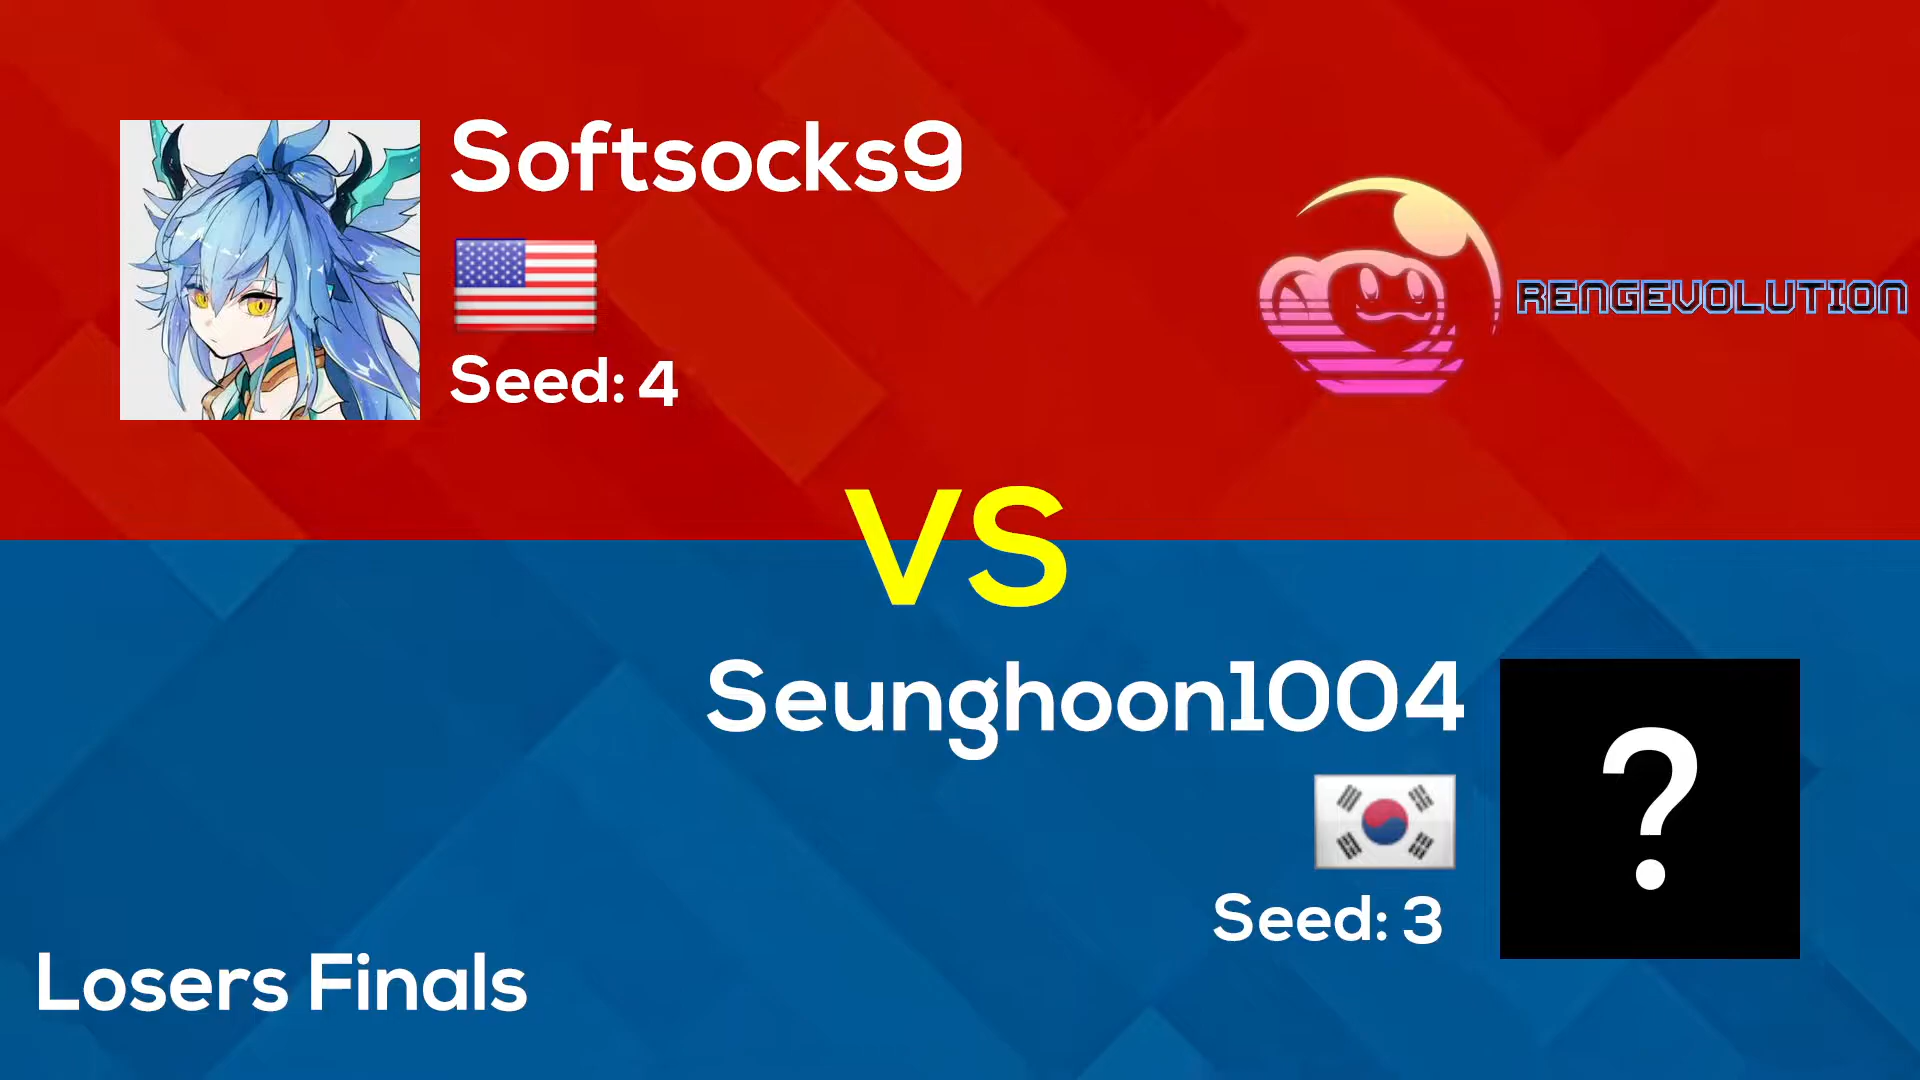 Softsocks9
Seed: 4
RENGEVOLUTION
VS
Seunghoon1004
?
Seed: 3
Losers Finals